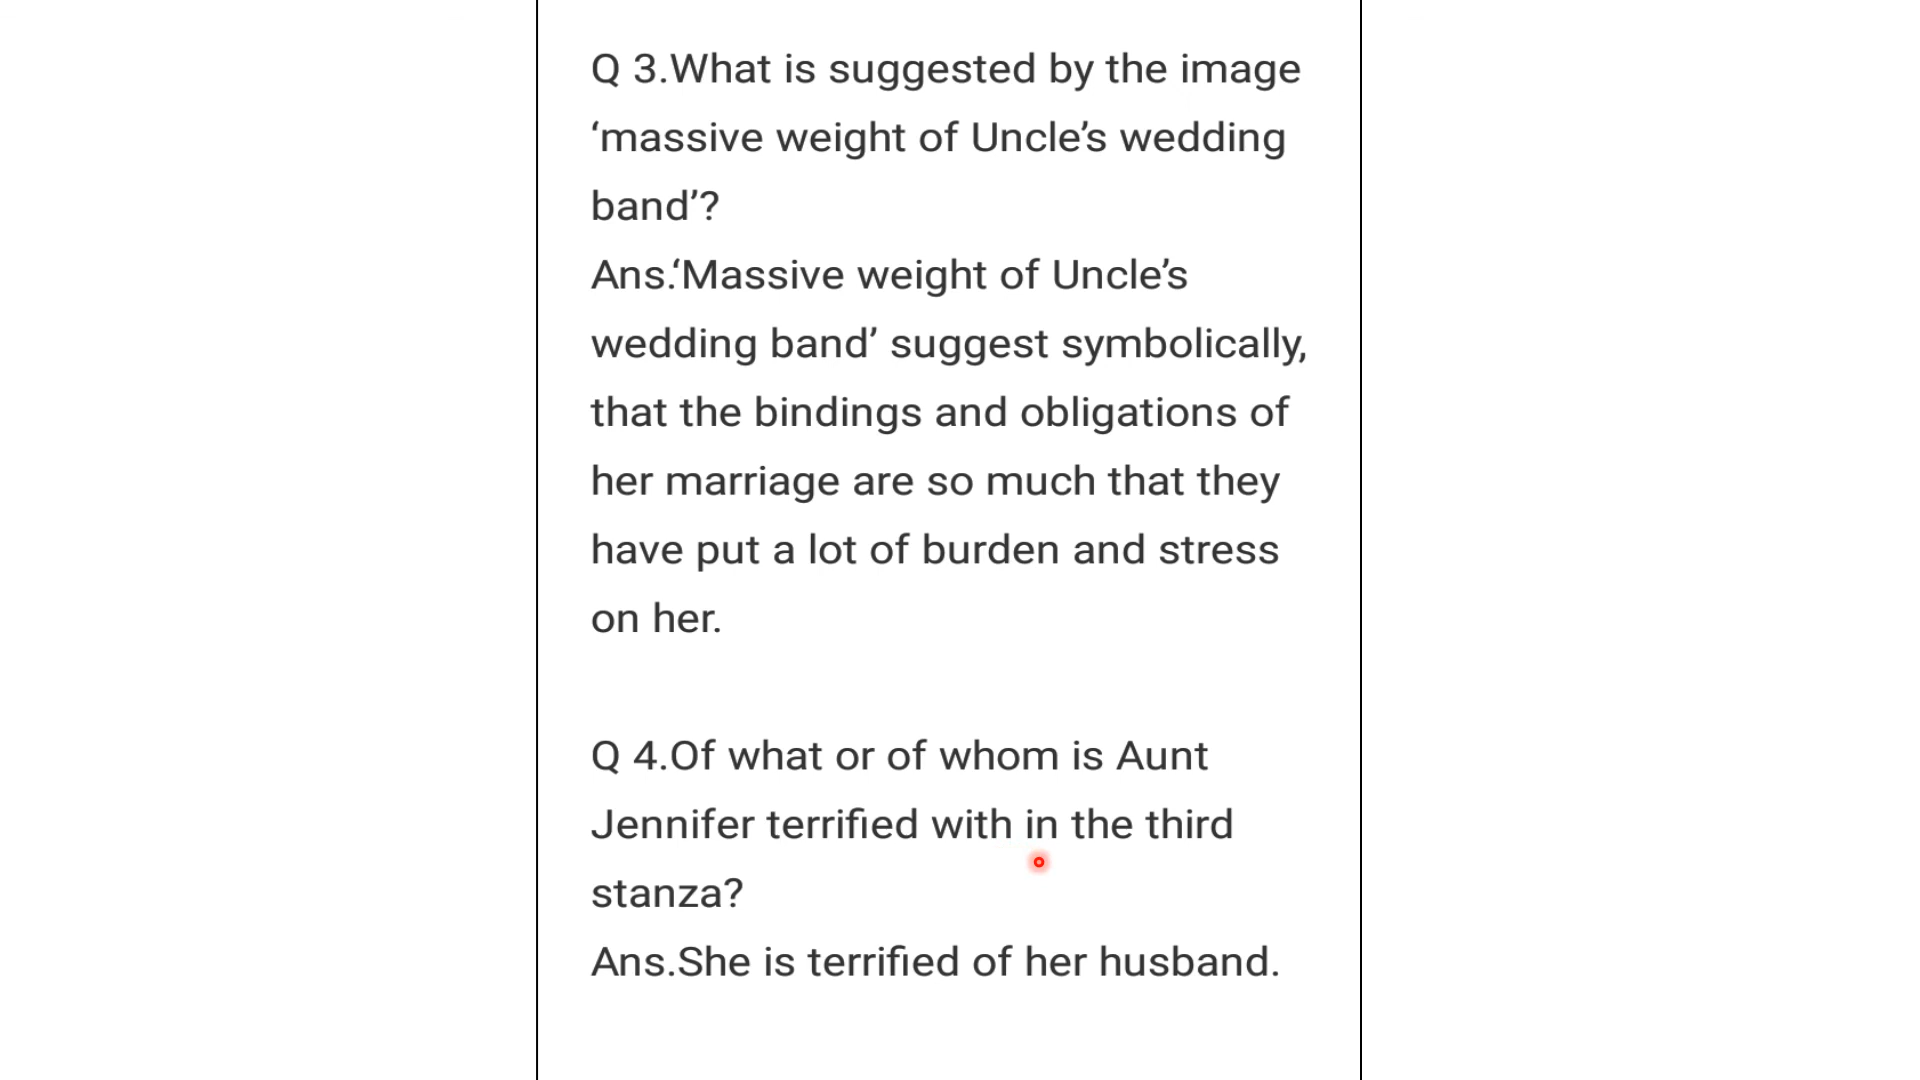 Q 3.What is suggested by the image
‘massive weight of Uncle’s wedding
band’?
Ans.‘Massive weight of Uncle’s
wedding band’ suggest symbolically,
that the bindings and obligations of
her marriage are so much that they
have put a lot of burden and stress
on her.
Q 4.Of what or of whom is Aunt
Jennifer terrified with in the third
stanza?
Ans.She is terrified of her husband.